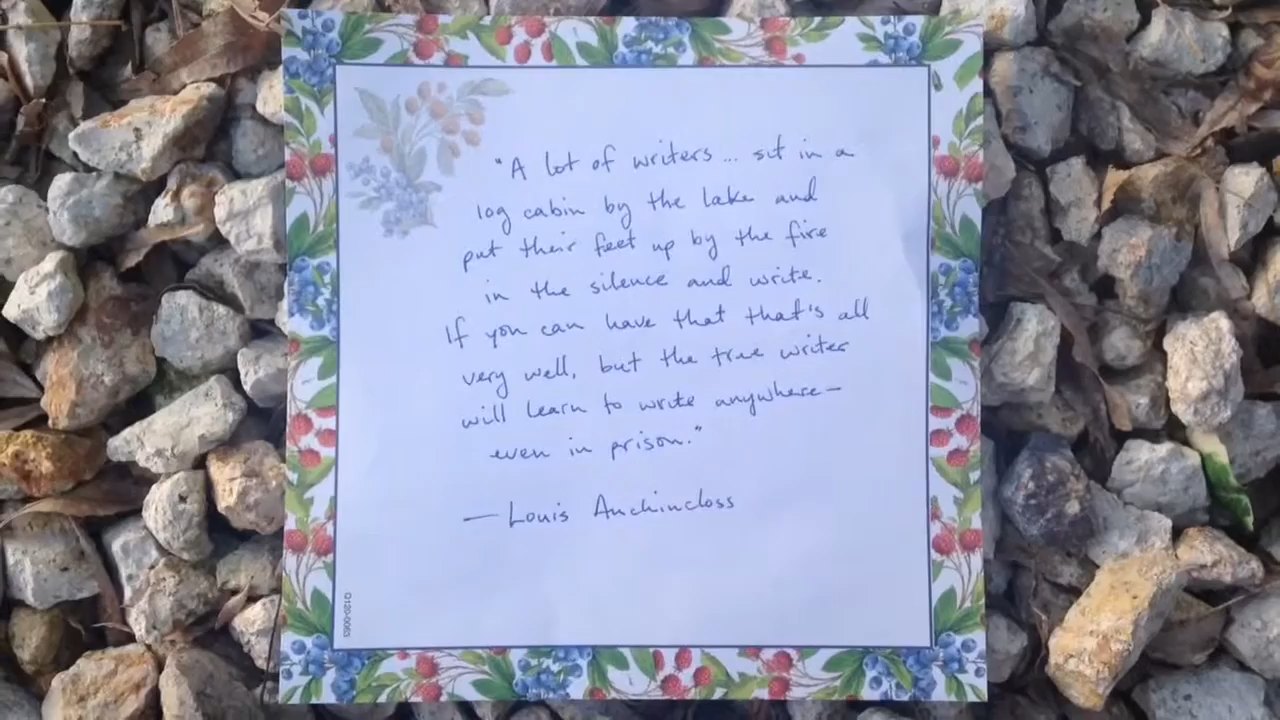 "A lot of writers... sit in a
log cabin by the lake and
put their feet up by the fire
in the silence and write.
If you can have that that's all
very well, but the true writer
will learn to write anywhere—
even in prison."
— Louis Auchincloss
Q120-0063